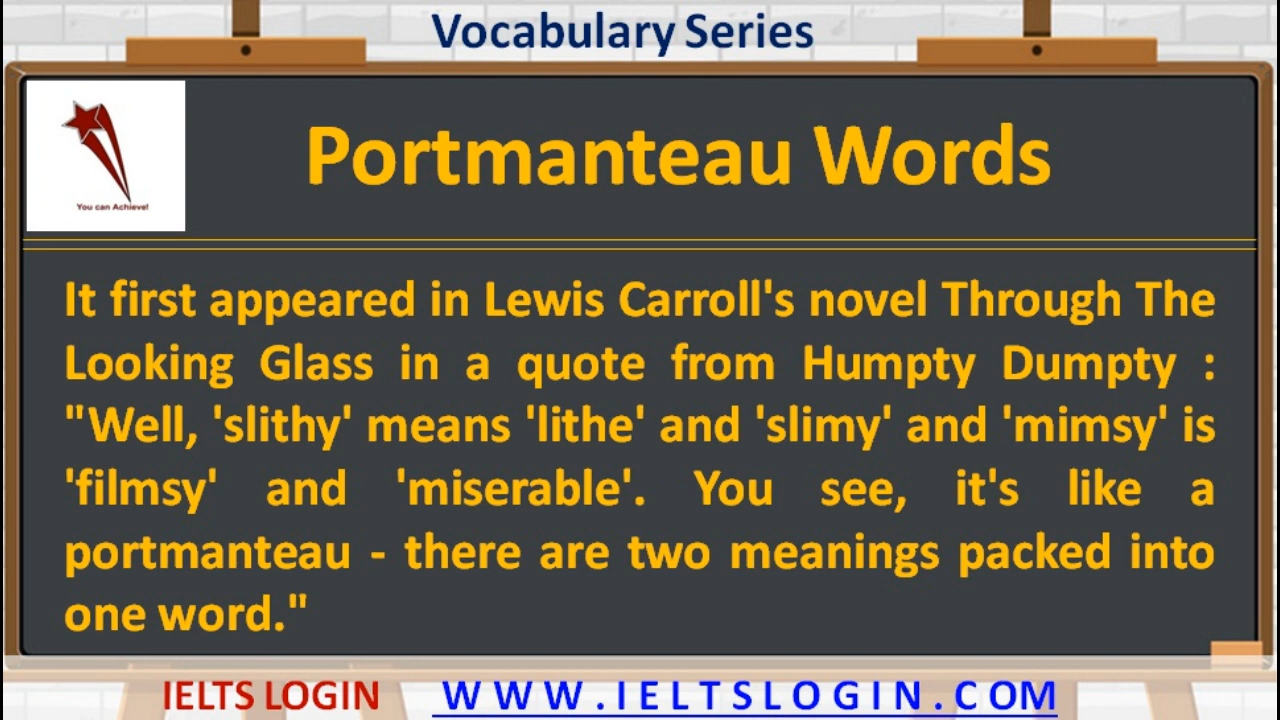 Vocabulary Series
You can Achieve!
Portmanteau Words
It first appeared in Lewis Carroll's novel Through The
Looking Glass in a quote from Humpty Dumpty :
"Well, 'slithy' means 'lithe' and 'slimy' and 'mimsy' is
'filmsy' and 'miserable'. You see, it's like a
portmanteau - there are two meanings packed into
one word."
IELTS LOGIN WWW.IELTSLOGIN.COM